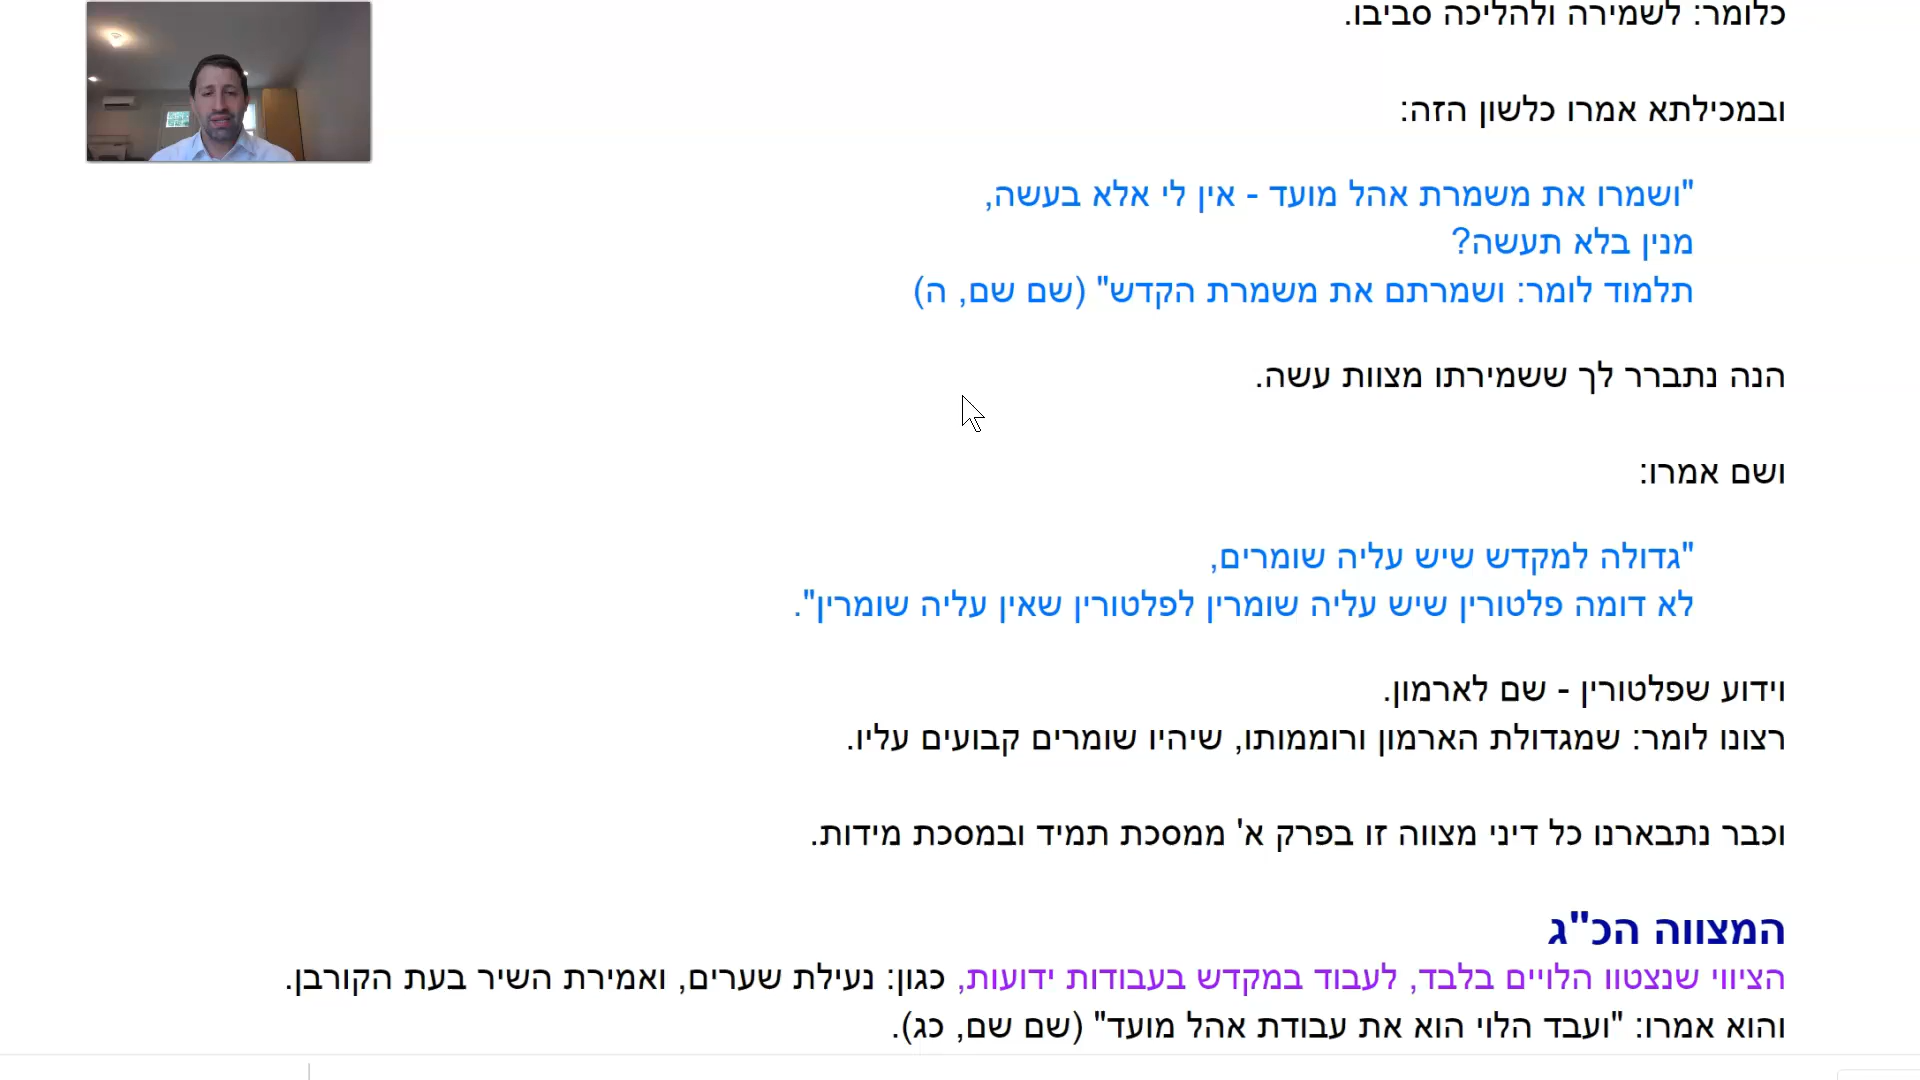 כלומר: לשמירה ולהליכה סביבו.
ובמכילתא אמרו כלשון הזה:
"ושמרו את משמרת אהל מועד - אין לי אלא בעשה,
מנין בלא תעשה?
תלמוד לומר: ושמרתם את משמרת הקדש" (שם שם, ה)
הנה נתברר לך ששמירתו מצוות עשה.
ושם אמרו:
"גדולה למקדש שיש עליה שומרים,
לא דומה פלטורין שיש עליה שומרין לפלטורין שאין עליה שומרין".
וידוע שפלטורין - שם לארמון.
רצונו לומר: שמגדולת הארמון ורוממותו, שיהיו שומרים קבועים עליו.
וכבר נתבארנו כל דיני מצווה זו בפרק א' ממסכת תמיד ובמסכת מידות.
המצווה הכ"ג
הציווי שנצטוו הלויים בלבד, לעבוד במקדש בעבודות ידועות, כגון: נעילת שערים, ואמירת השיר בעת הקורבן.
והוא אמרו: "ועבד הלוי הוא את עבודת אהל מועד" (שם שם, כג).